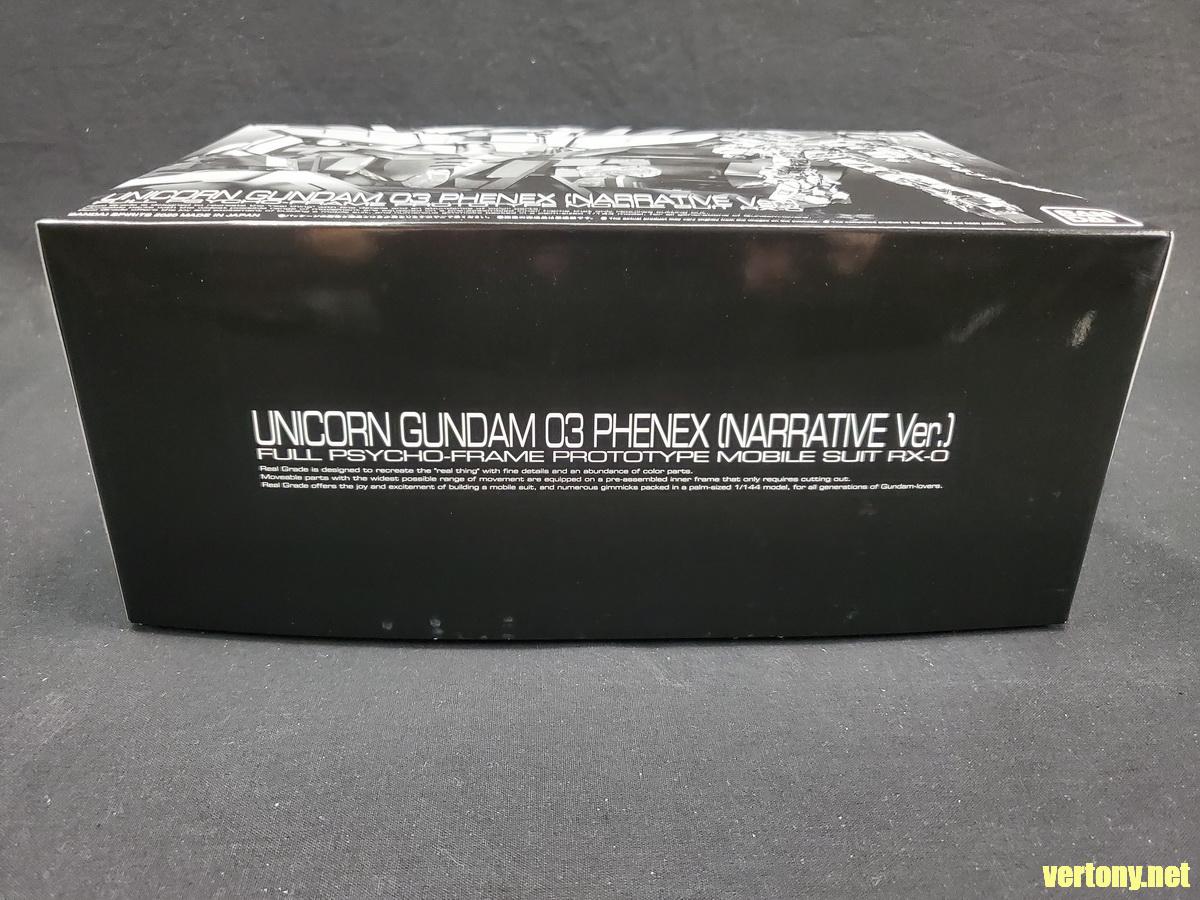 UNICORN GUNDAM 03 PHENEX (NARRATIVE Ver.)
BANDAI SPIRITS 2020 MADE IN JAPAN
UNICORN GUNDAM 03 PHENEX (NARRATIVE Ver.)
FULL PSYCHO-FRAME PROTOTYPE MOBILE SUIT RX-0
Real Grade is designed to recreate the "real thing" with fine details and an abundance of color parts.
Moveable parts with the widest possible range of movement are equipped on a pre-assembled inner frame that only requires cutting out.
Real Grade offers the joy and excitement of building a mobile suit, and numerous gimmicks packed in a palm-sized 1/144 model, for all generations of Gundam-lovers.
vertony.net